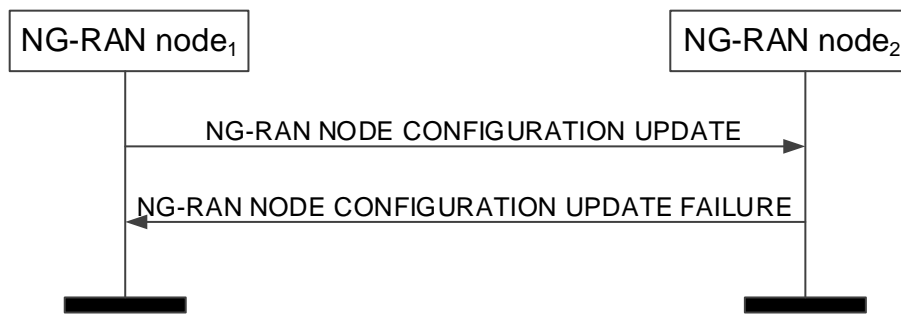 NG-RAN node₁
NG-RAN node₂
NG-RAN NODE CONFIGURATION UPDATE
NG-RAN NODE CONFIGURATION UPDATE FAILURE